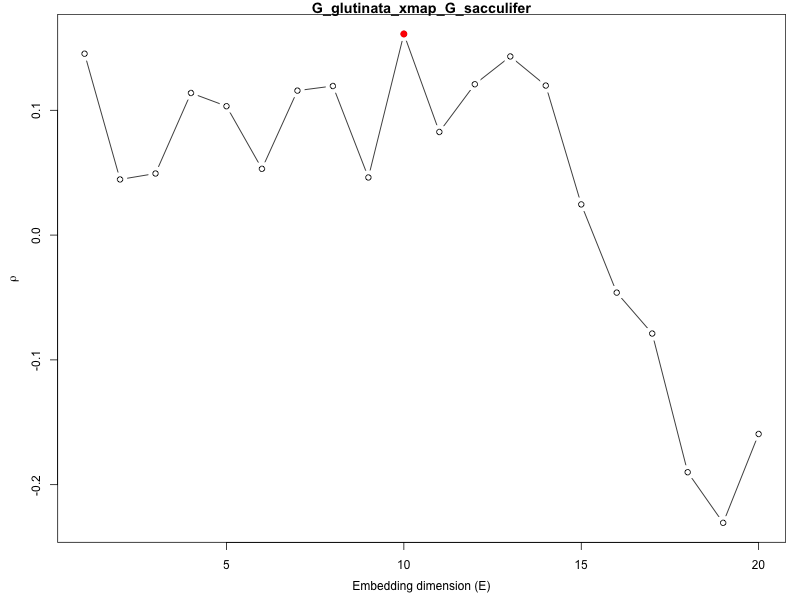 G_glutinata_xmap_G_sacculifer
0.1
0.0
-0.1
-0.2
ρ
5
10
15
20
Embedding dimension (E)